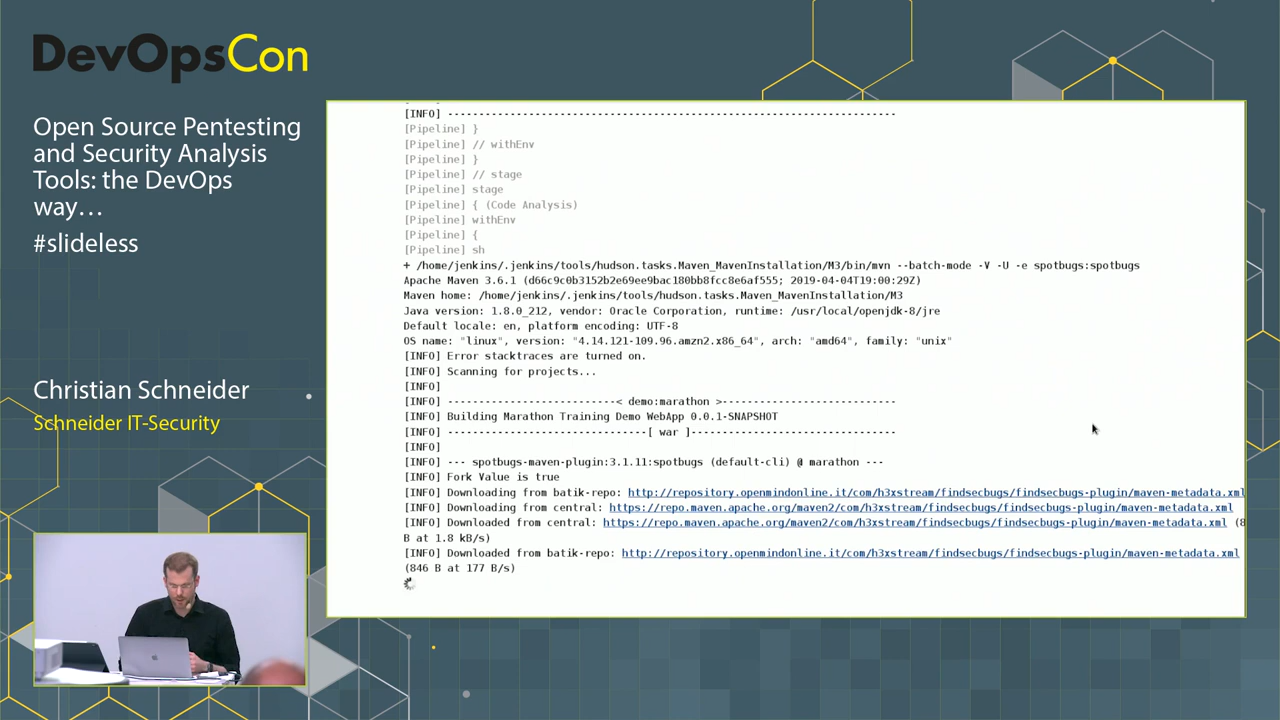 DevOpsCon
Open Source Pentesting
and Security Analysis
Tools: the DevOps
way…
#slideless
Christian Schneider
Schneider IT-Security
[INFO] ------------------------------------------------------------------------
[Pipeline] }
[Pipeline] // withEnv
[Pipeline] }
[Pipeline] // stage
[Pipeline] stage
[Pipeline] { (Code Analysis)
[Pipeline] withEnv
[Pipeline] {
[Pipeline] sh
+ /home/jenkins/.jenkins/tools/hudson.tasks.Maven_MavenInstallation/M3/bin/mvn --batch-mode -V -U -e spotbugs:spotbugs
Apache Maven 3.6.1 (d66c9c0b3152b2e69ee9bac180bb8fcc8e6af555; 2019-04-04T19:00:29Z)
Maven home: /home/jenkins/.jenkins/tools/hudson.tasks.Maven_MavenInstallation/M3
Java version: 1.8.0_212, vendor: Oracle Corporation, runtime: /usr/local/openjdk-8/jre
Default locale: en, platform encoding: UTF-8
OS name: "linux", version: "4.14.121-109.96.amzn2.x86_64", arch: "amd64", family: "unix"
[INFO] Error stacktraces are turned on.
[INFO] Scanning for projects...
[INFO]
[INFO] ---------------------------< demo:marathon >----------------------------
[INFO] Building Marathon Training Demo WebApp 0.0.1-SNAPSHOT
[INFO] --------------------------------[ war ]---------------------------------
[INFO]
[INFO] --- spotbugs-maven-plugin:3.1.11:spotbugs (default-cli) @ marathon ---
[INFO] Fork Value is true
[INFO] Downloading from batik-repo: http://repository.openmindonline.it/com/h3xstream/findsecbugs/findsecbugs-plugin/maven-metadata.xml
[INFO] Downloading from central: https://repo.maven.apache.org/maven2/com/h3xstream/findsecbugs/findsecbugs-plugin/maven-metadata.xml
[INFO] Downloaded from central: https://repo.maven.apache.org/maven2/com/h3xstream/findsecbugs/findsecbugs-plugin/maven-metadata.xml (8
B at 1.8 kB/s)
[INFO] Downloaded from batik-repo: http://repository.openmindonline.it/com/h3xstream/findsecbugs/findsecbugs-plugin/maven-metadata.xml
(846 B at 177 B/s)